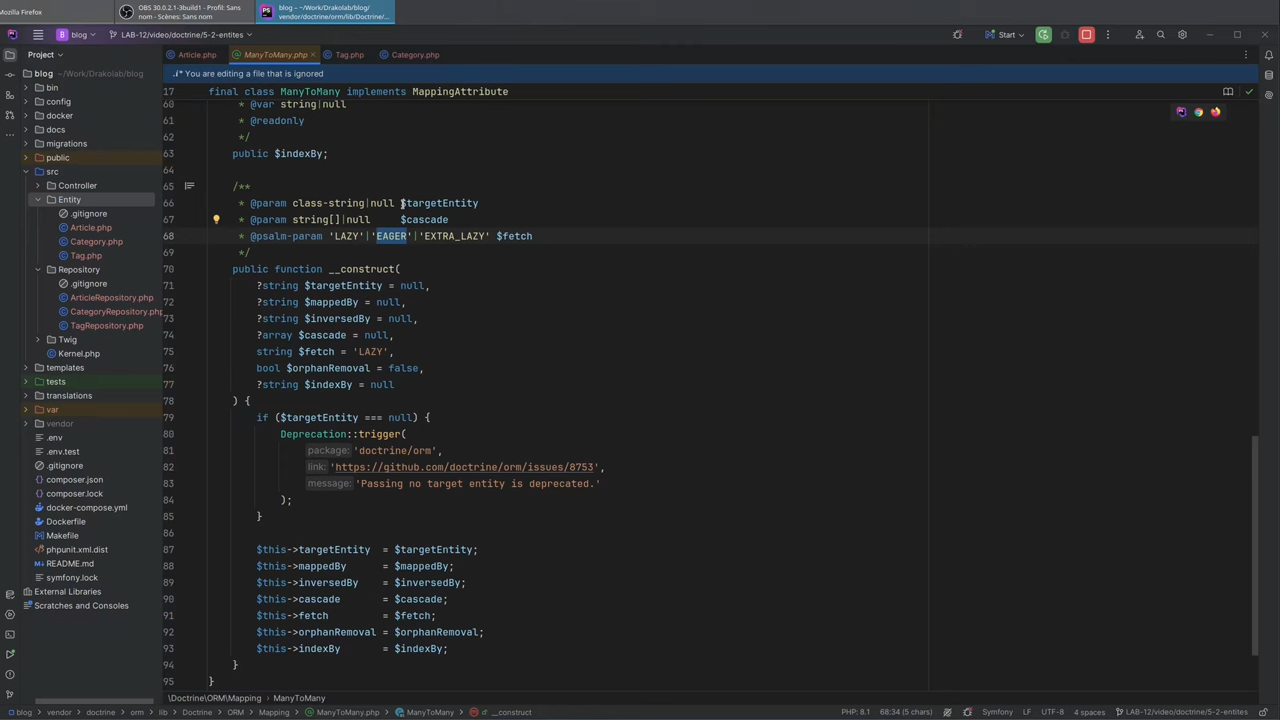 Mozilla Firefox
OBS 30.0.2.1-3build1 - Profil: Sans
nom - Scènes: Sans nom
blog – ~/Work/Drakolab/blog/
vendor/doctrine/orm/lib/Doctrine/...
B blog
LAB-12/video/doctrine/5-2-entites
Start
Project
Article.php
ManyToMany.php
Tag.php
Category.php
You are editing a file that is ignored
blog ~/Work/Drakolab/blog
bin
config
docker
docs
migrations
public
src
Controller
Entity
.gitignore
Article.php
Category.php
Tag.php
Repository
.gitignore
ArticleRepository.php
CategoryRepository.php
TagRepository.php
Twig
Kernel.php
templates
tests
translations
var
vendor
.env
.env.test
.gitignore
composer.json
composer.lock
docker-compose.yml
Dockerfile
Makefile
phpunit.xml.dist
README.md
symfony.lock
External Libraries
Scratches and Consoles
17 final class ManyToMany implements MappingAttribute
60 * @var string|null
61 * @readonly
62 */
63 public $indexBy;
64
65 /**
66 * @param class-string|null $targetEntity
67 * @param string[]|null $cascade
68 * @psalm-param 'LAZY'|'EAGER'|'EXTRA_LAZY' $fetch
69 */
70 public function __construct(
71 ?string $targetEntity = null,
72 ?string $mappedBy = null,
73 ?string $inversedBy = null,
74 ?array $cascade = null,
75 string $fetch = 'LAZY',
76 bool $orphanRemoval = false,
77 ?string $indexBy = null
78 ) {
79 if ($targetEntity === null) {
80 Deprecation::trigger(
81 package: 'doctrine/orm',
82 link: 'https://github.com/doctrine/orm/issues/8753',
83 message: 'Passing no target entity is deprecated.'
84 );
85 }
86
87 $this->targetEntity = $targetEntity;
88 $this->mappedBy = $mappedBy;
89 $this->inversedBy = $inversedBy;
90 $this->cascade = $cascade;
91 $this->fetch = $fetch;
92 $this->orphanRemoval = $orphanRemoval;
93 $this->indexBy = $indexBy;
94 }
95 }
\Doctrine\ORM\Mapping › ManyToMany
blog › vendor › doctrine › orm › lib › Doctrine › ORM › Mapping › ManyToMany.php › ManyToMany › __construct
PHP: 8.1 68:34 (5 chars) Symfony LF UTF-8 4 spaces LAB-12/video/doctrine/5-2-entites